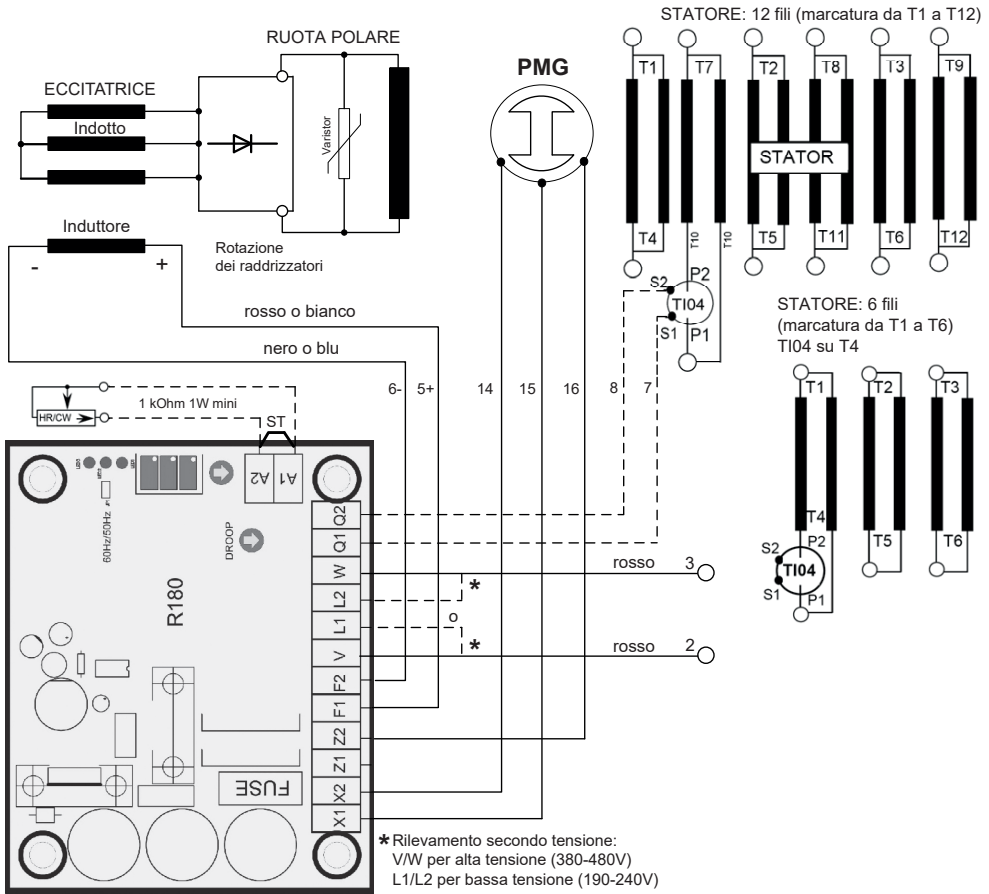 STATORE: 12 fili (marcatura da T1 a T12)
RUOTA POLARE
PMG
ECCITATRICE
Indotto
Varistor
T1
T7
T2
T8
T3
T9
STATOR
T4
T10
T10
T5
T11
T6
T12
Induttore
-
+
Rotazione
dei raddrizzatori
S2
P2
TI04
S1
P1
rosso o bianco
nero o blu
STATORE: 6 fili
(marcatura da T1 a T6)
TI04 su T4
6-
5+
14
15
16
8
7
T1
T2
T3
HR/CW
1 kOhm 1W mini
ST
A2
A1
60Hz/50Hz
DROOP
R180
Q2
Q1
W
L2
L1
V
F2
F1
Z2
Z1
X2
X1
rosso
3
*
o
*
rosso
2
T4
T5
T6
S2
P2
TI04
S1
P1
FUSE
* Rilevamento secondo tensione:
V/W per alta tensione (380-480V)
L1/L2 per bassa tensione (190-240V)